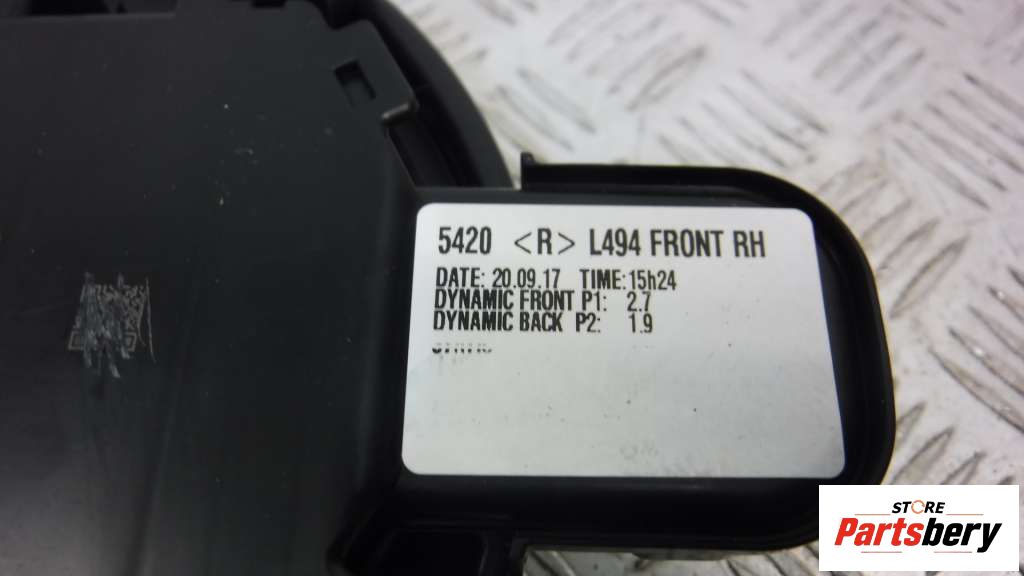 5420 <R> L494 FRONT RH
DATE: 20.09.17 TIME:15h24
DYNAMIC FRONT P1: 2.7
DYNAMIC BACK P2: 1.9
STORE
Partsbery